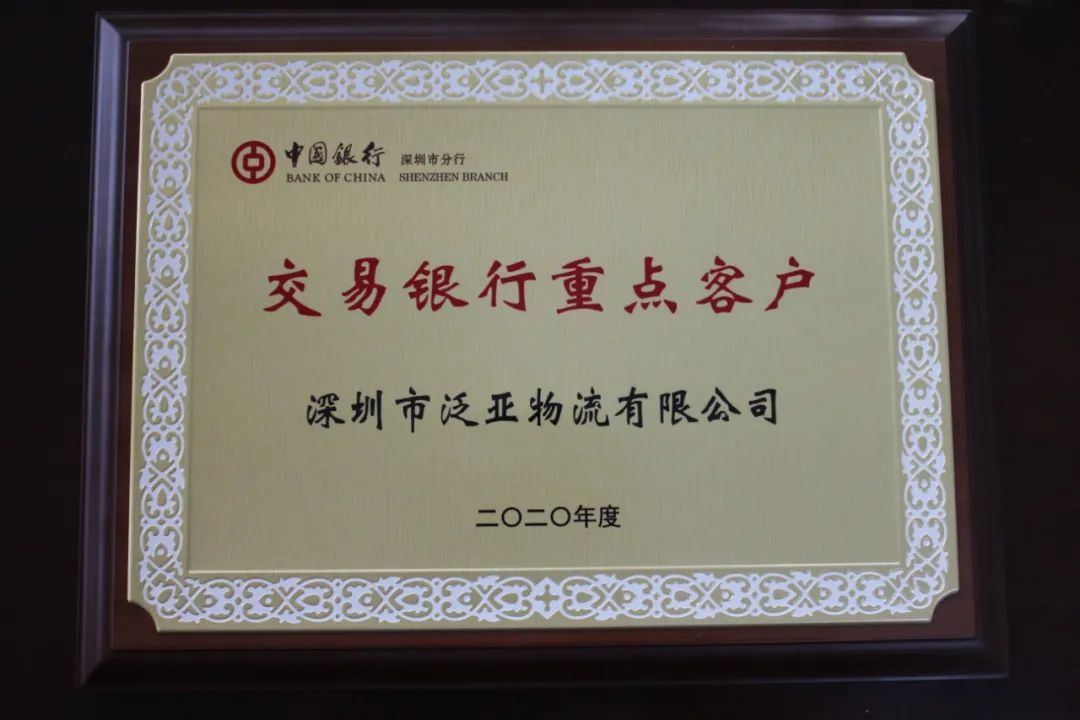 中国銀行 深圳市分行
BANK OF CHINA SHENZHEN BRANCH
交易银行重点客户
深圳市泛亚物流有限公司
二〇二〇年度